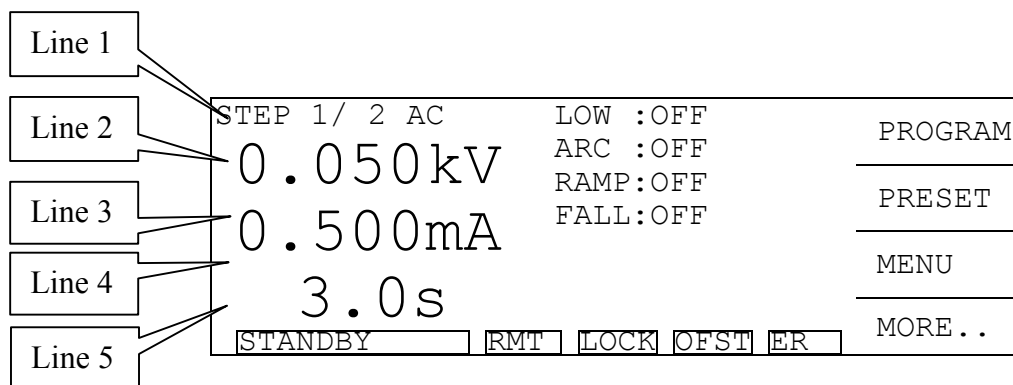 Line 1
Line 2
Line 3
Line 4
Line 5
STEP 1/ 2 AC
0.050kV
0.500mA
3.0s
LOW :OFF
ARC :OFF
RAMP:OFF
FALL:OFF
STANDBY RMT LOCK OFST ER
PROGRAM
PRESET
MENU
MORE..